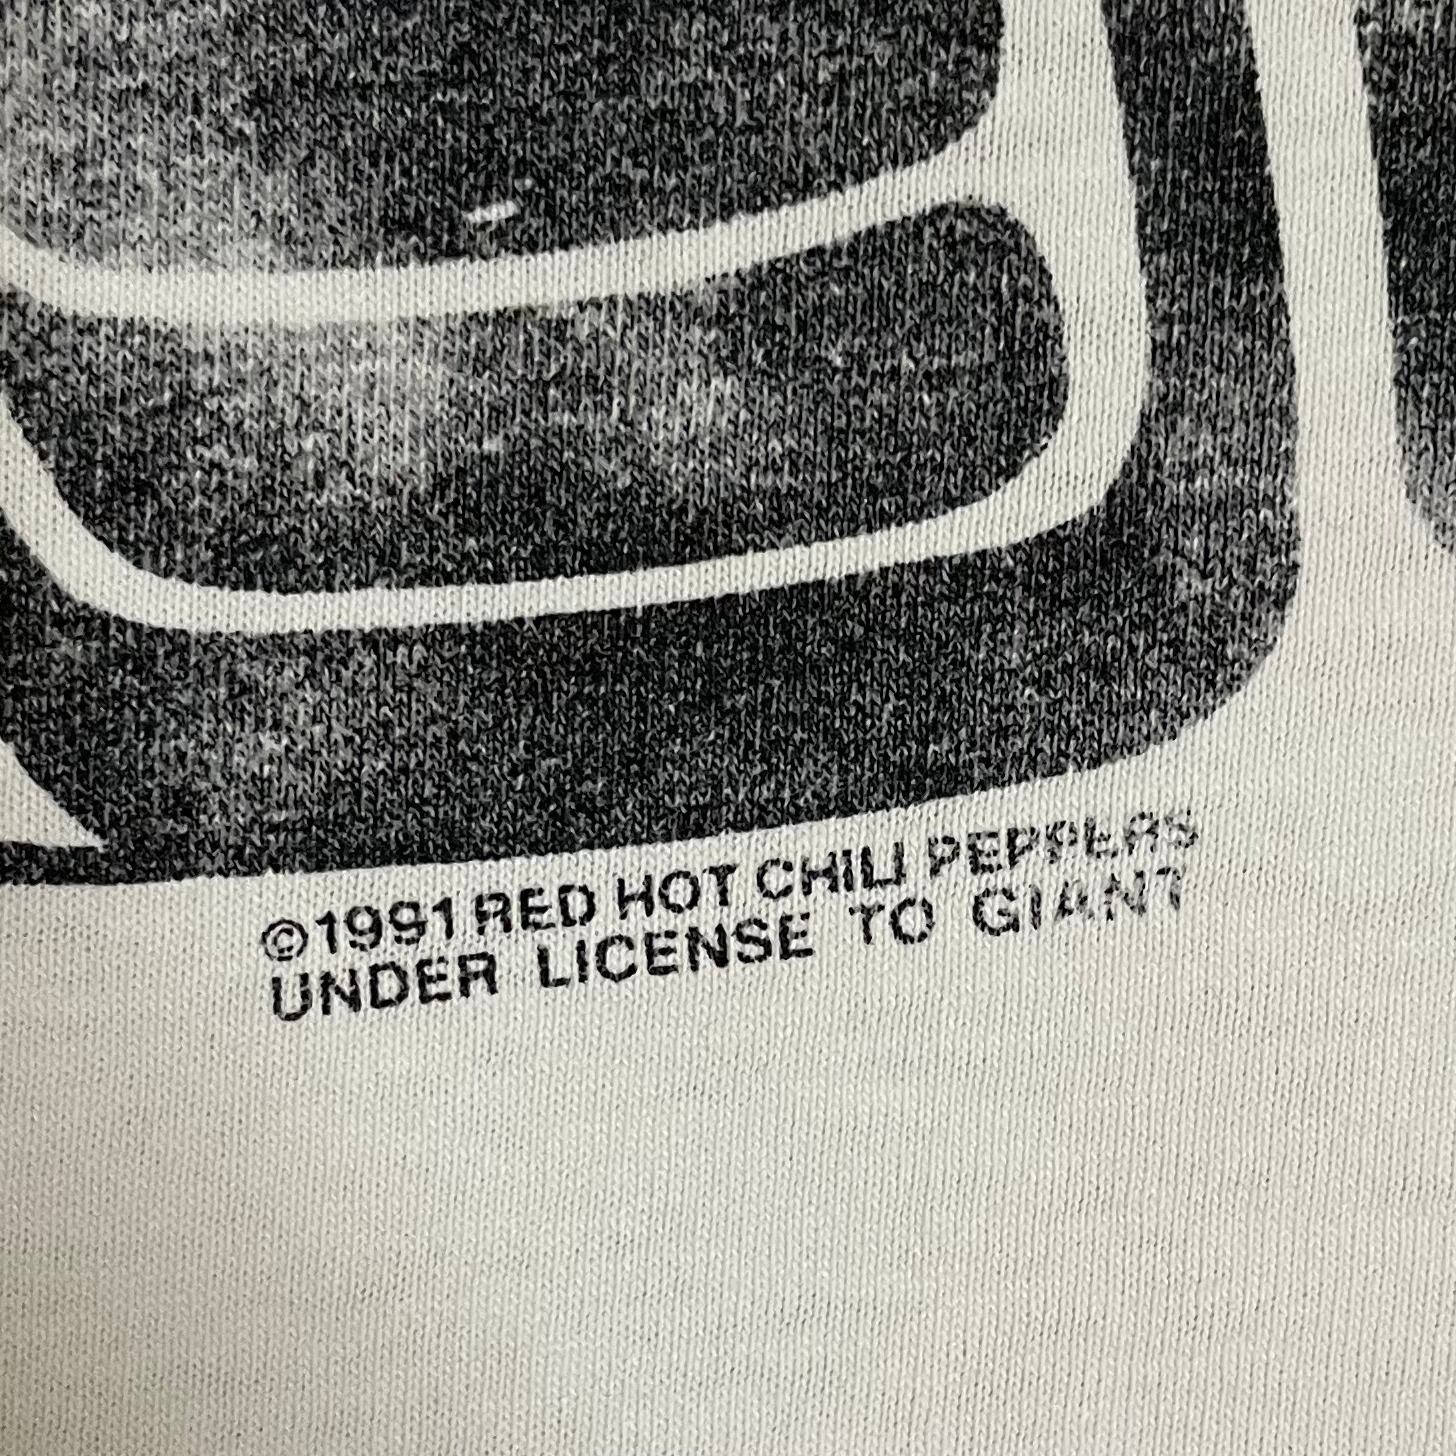 ©1991 RED HOT CHILI PEPPERS
UNDER LICENSE TO GIANT